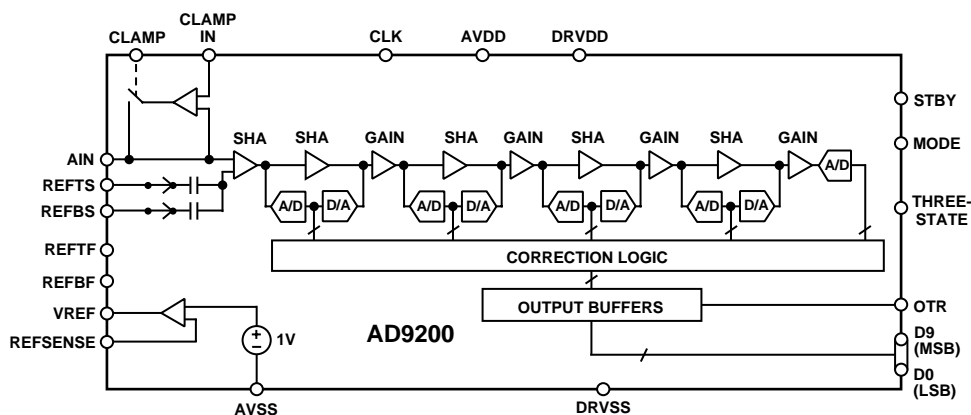 CLAMP
CLAMP
IN
CLK
AVDD
DRVDD
STBY
MODE
THREE-
STATE
OTR
D9
(MSB)
D0
(LSB)
AIN
REFTS
REFBS
REFTF
REFBF
VREF
REFSENSE
SHA
SHA
GAIN
SHA
GAIN
SHA
GAIN
SHA
GAIN
A/D
A/D
D/A
A/D
D/A
A/D
D/A
A/D
D/A
CORRECTION LOGIC
OUTPUT BUFFERS
+
–
1V
AD9200
AVSS
DRVSS